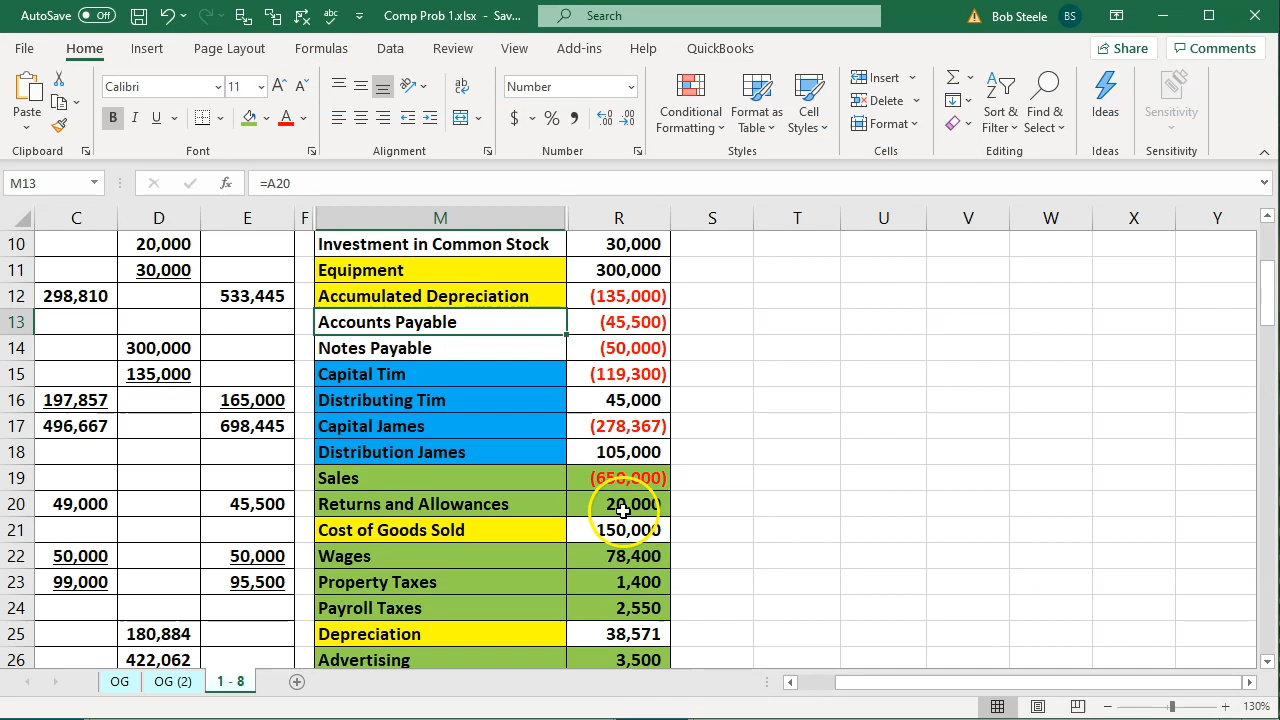 AutoSave Off Comp Prob 1.xlsx - Sav... Search Bob Steele BS
File Home Insert Page Layout Formulas Data Review View Add-ins Help QuickBooks Share Comments
Paste
Clipboard
Calibri 11
B I U
Font
Alignment
Number
$ % ,
Number
Conditional Formatting
Format as Table
Cell Styles
Styles
Insert
Delete
Format
Cells
Sort & Filter
Find & Select
Editing
Ideas
Ideas
Sensitivity
Sensitivity
M13 fx =A20
C D E F M R S T U V W X Y
10 20,000 Investment in Common Stock 30,000
11 30,000 Equipment 300,000
12 298,810 533,445 Accumulated Depreciation (135,000)
13 Accounts Payable (45,500)
14 300,000 Notes Payable (50,000)
15 135,000 Capital Tim (119,300)
16 197,857 165,000 Distributing Tim 45,000
17 496,667 698,445 Capital James (278,367)
18 Distribution James 105,000
19 Sales (650,000)
20 49,000 45,500 Returns and Allowances 20,000
21 Cost of Goods Sold 150,000
22 50,000 50,000 Wages 78,400
23 99,000 95,500 Property Taxes 1,400
24 Payroll Taxes 2,550
25 180,884 Depreciation 38,571
26 422,062 Advertising 3,500
OG OG (2) 1 - 8
130%